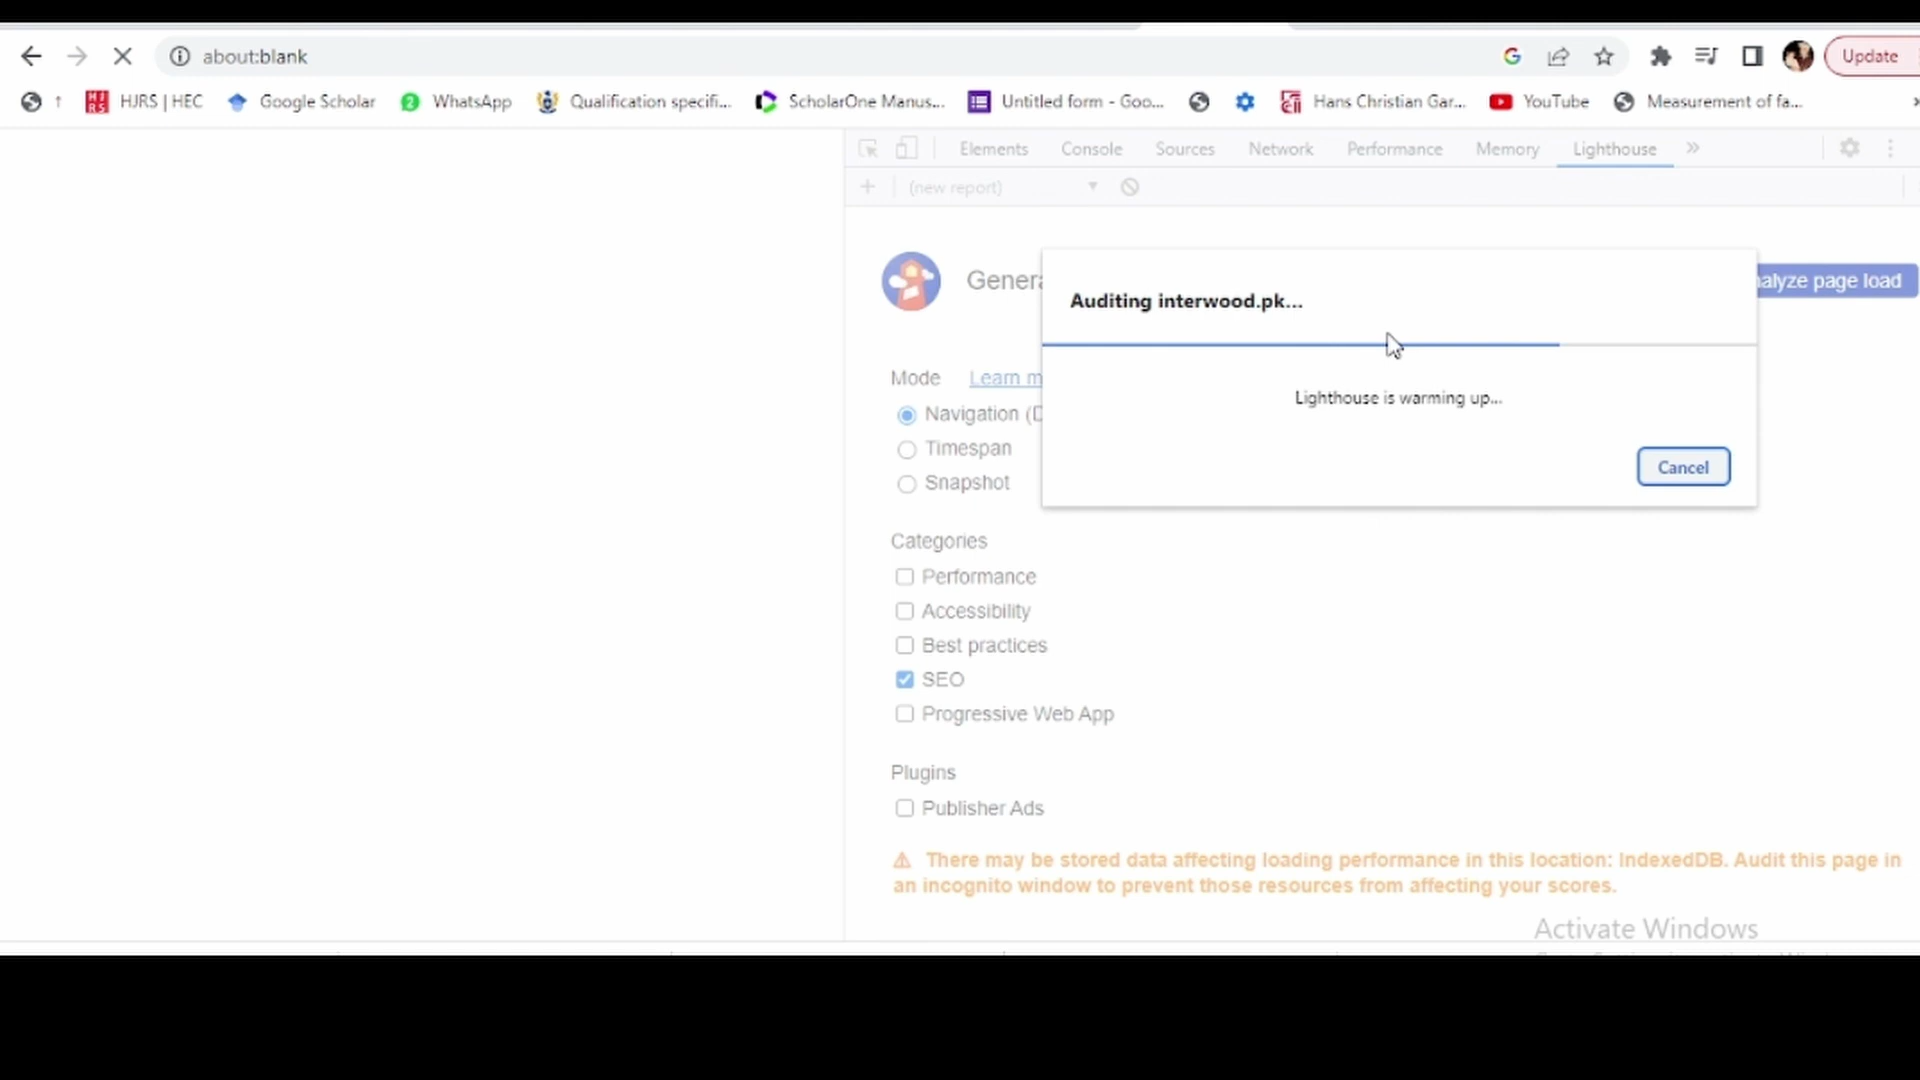 about:blank
Update
HJRS | HEC
Google Scholar
2
WhatsApp
Qualification specifi...
ScholarOne Manus...
Untitled form - Goo...
Hans Christian Gar...
YouTube
Measurement of fa...
Elements
Console
Sources
Network
Performance
Memory
Lighthouse
(new report)
Genera
alyze page load
Auditing interwood.pk...
Lighthouse is warming up...
Cancel
Mode
Learn m
Navigation (D
Timespan
Snapshot
Categories
Performance
Accessibility
Best practices
SEO
Progressive Web App
Plugins
Publisher Ads
There may be stored data affecting loading performance in this location: IndexedDB. Audit this page in
an incognito window to prevent those resources from affecting your scores.
Activate Windows